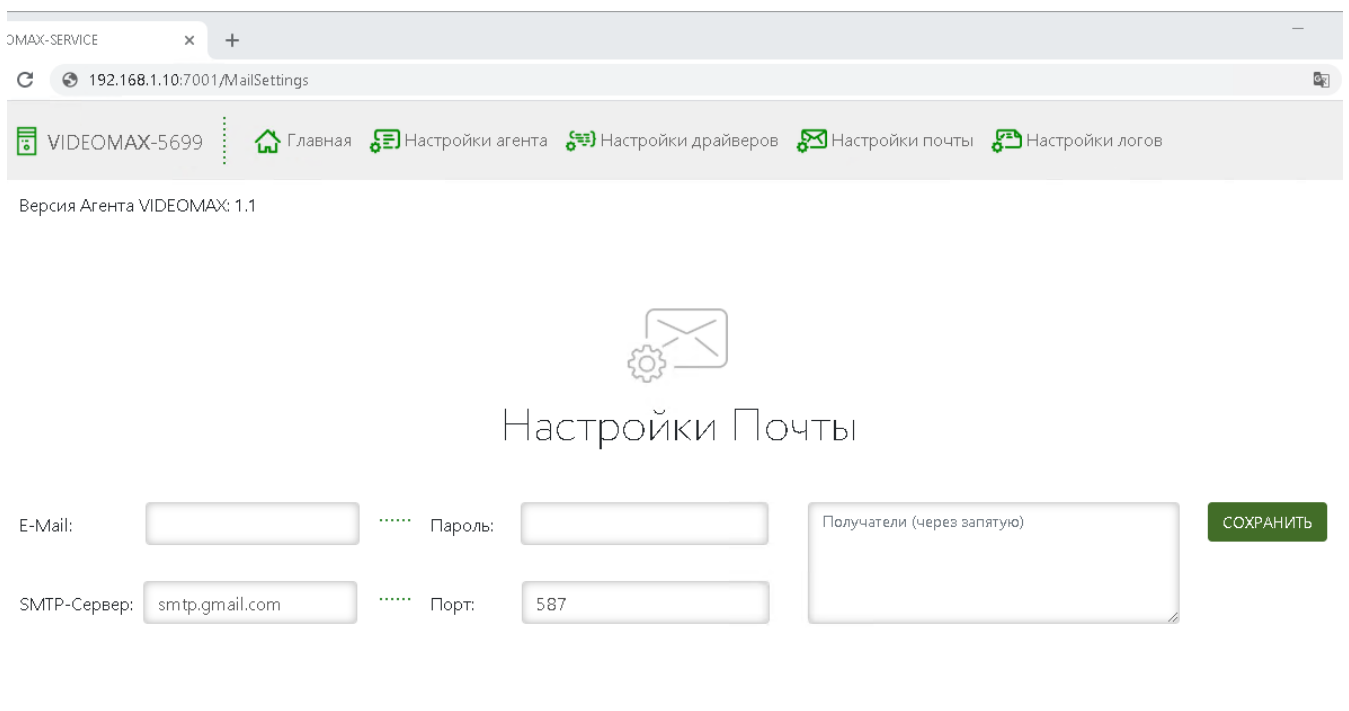 OMAX-SERVICE
192.168.1.10:7001/MailSettings
VIDEOMAX-5699 Главная Настройки агента Настройки драйверов Настройки почты Настройки логов
Версия Агента VIDEOMAX: 1.1
Настройки Почты
E-Mail: Пароль: Получатели (через запятую) СОХРАНИТЬ
SMTP-Сервер: smtp.gmail.com Порт: 587